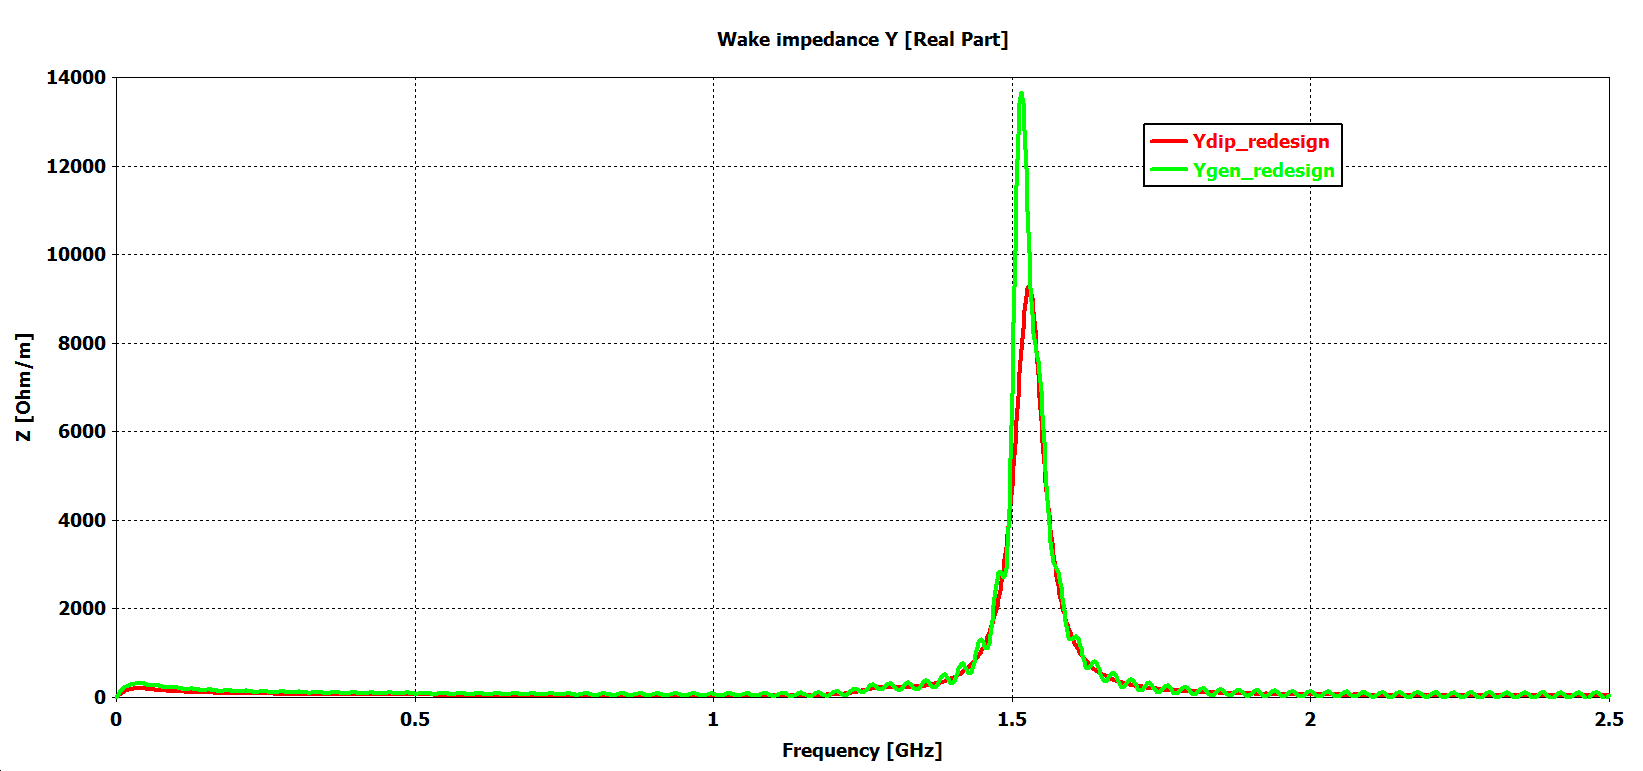 Wake impedance Y [Real Part]
14000
12000
10000
8000
6000
4000
2000
0
Z [Ohm/m]
Ydip_redesign
Ygen_redesign
0 0.5 1 1.5 2 2.5
Frequency [GHz]